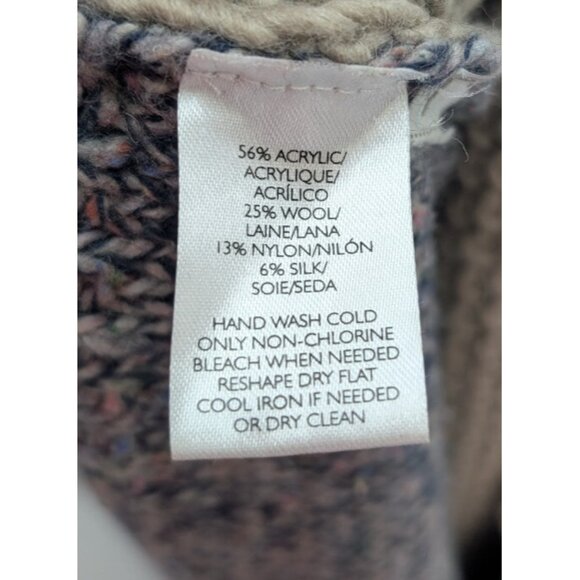 56% ACRYLIC/
ACRYLIQUE/
ACRÍLICO
25% WOOL/
LAINE/LANA
13% NYLON/NILÓN
6% SILK/
SOIE/SEDA
HAND WASH COLD
ONLY NON-CHLORINE
BLEACH WHEN NEEDED
RESHAPE DRY FLAT
COOL IRON IF NEEDED
OR DRY CLEAN